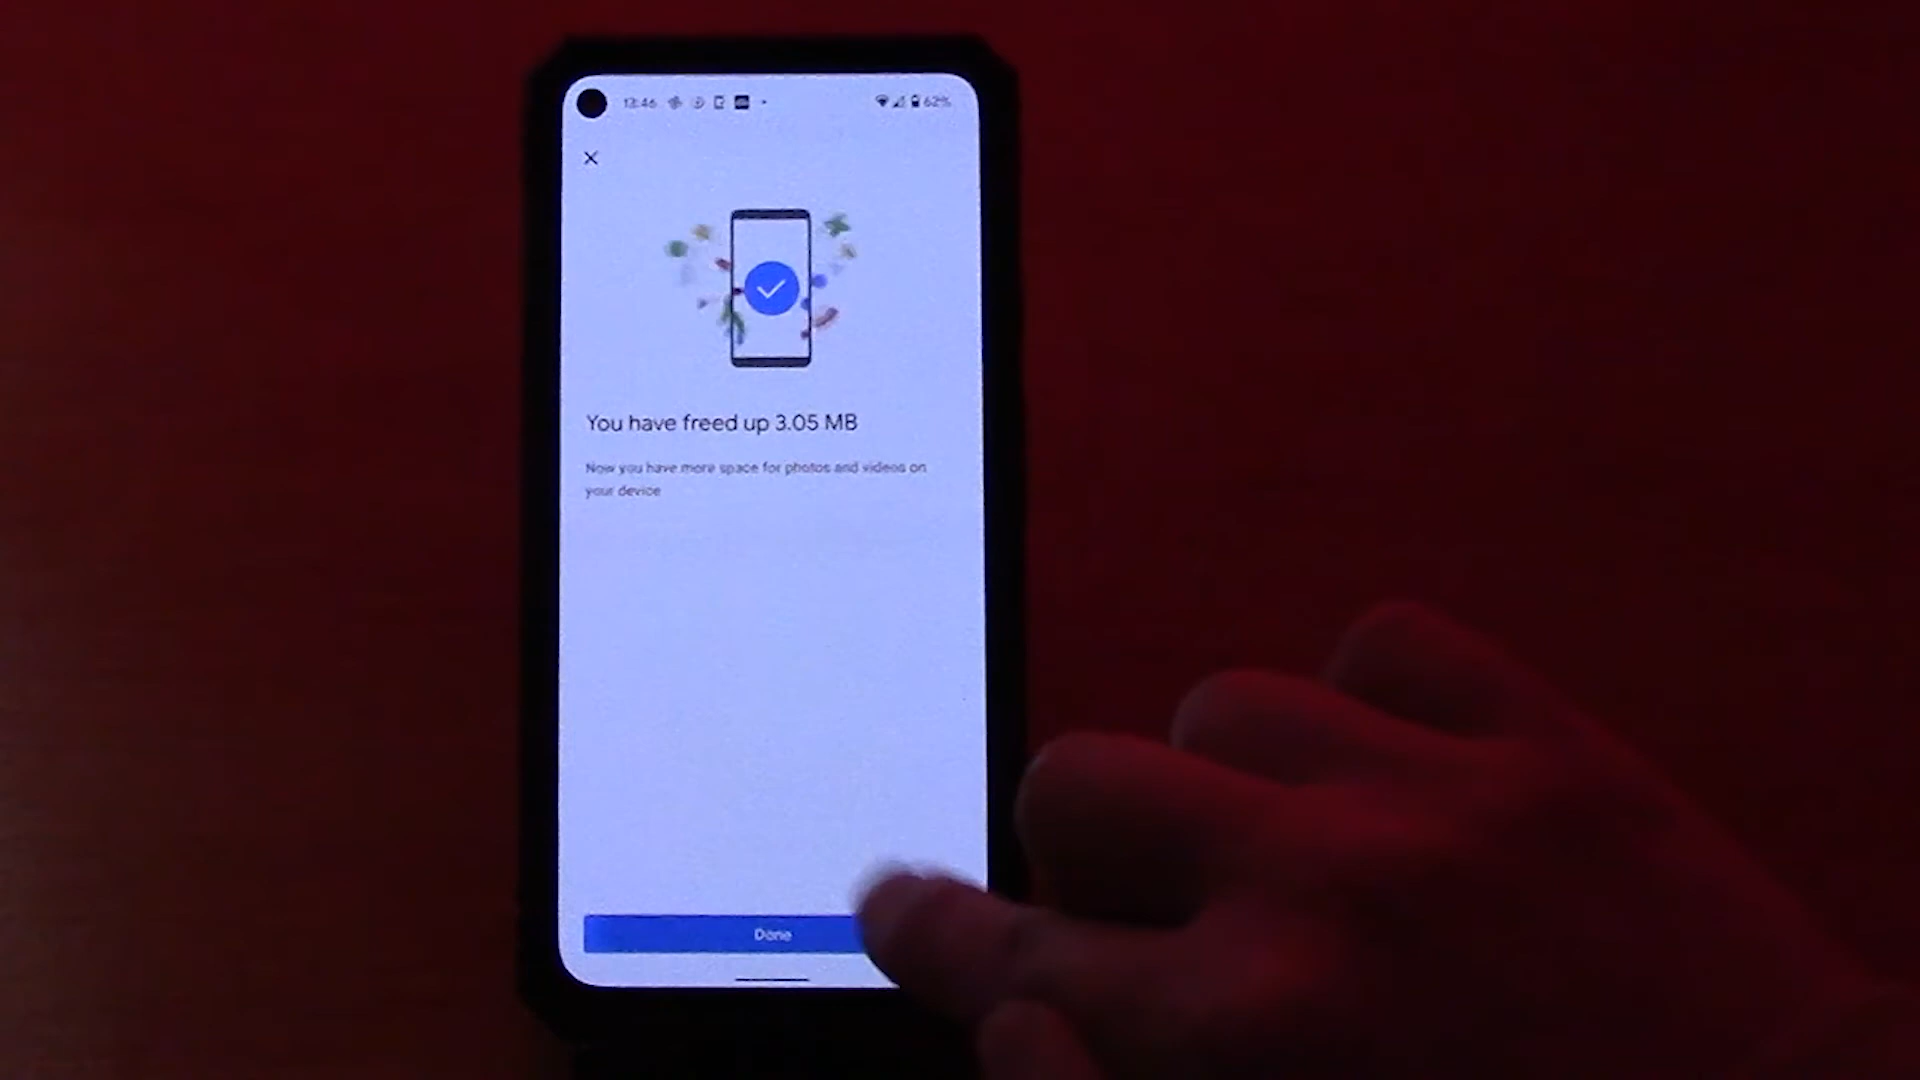 13:46
62%
You have freed up 3.05 MB
Now you have more space for photos and videos on
your device
Done